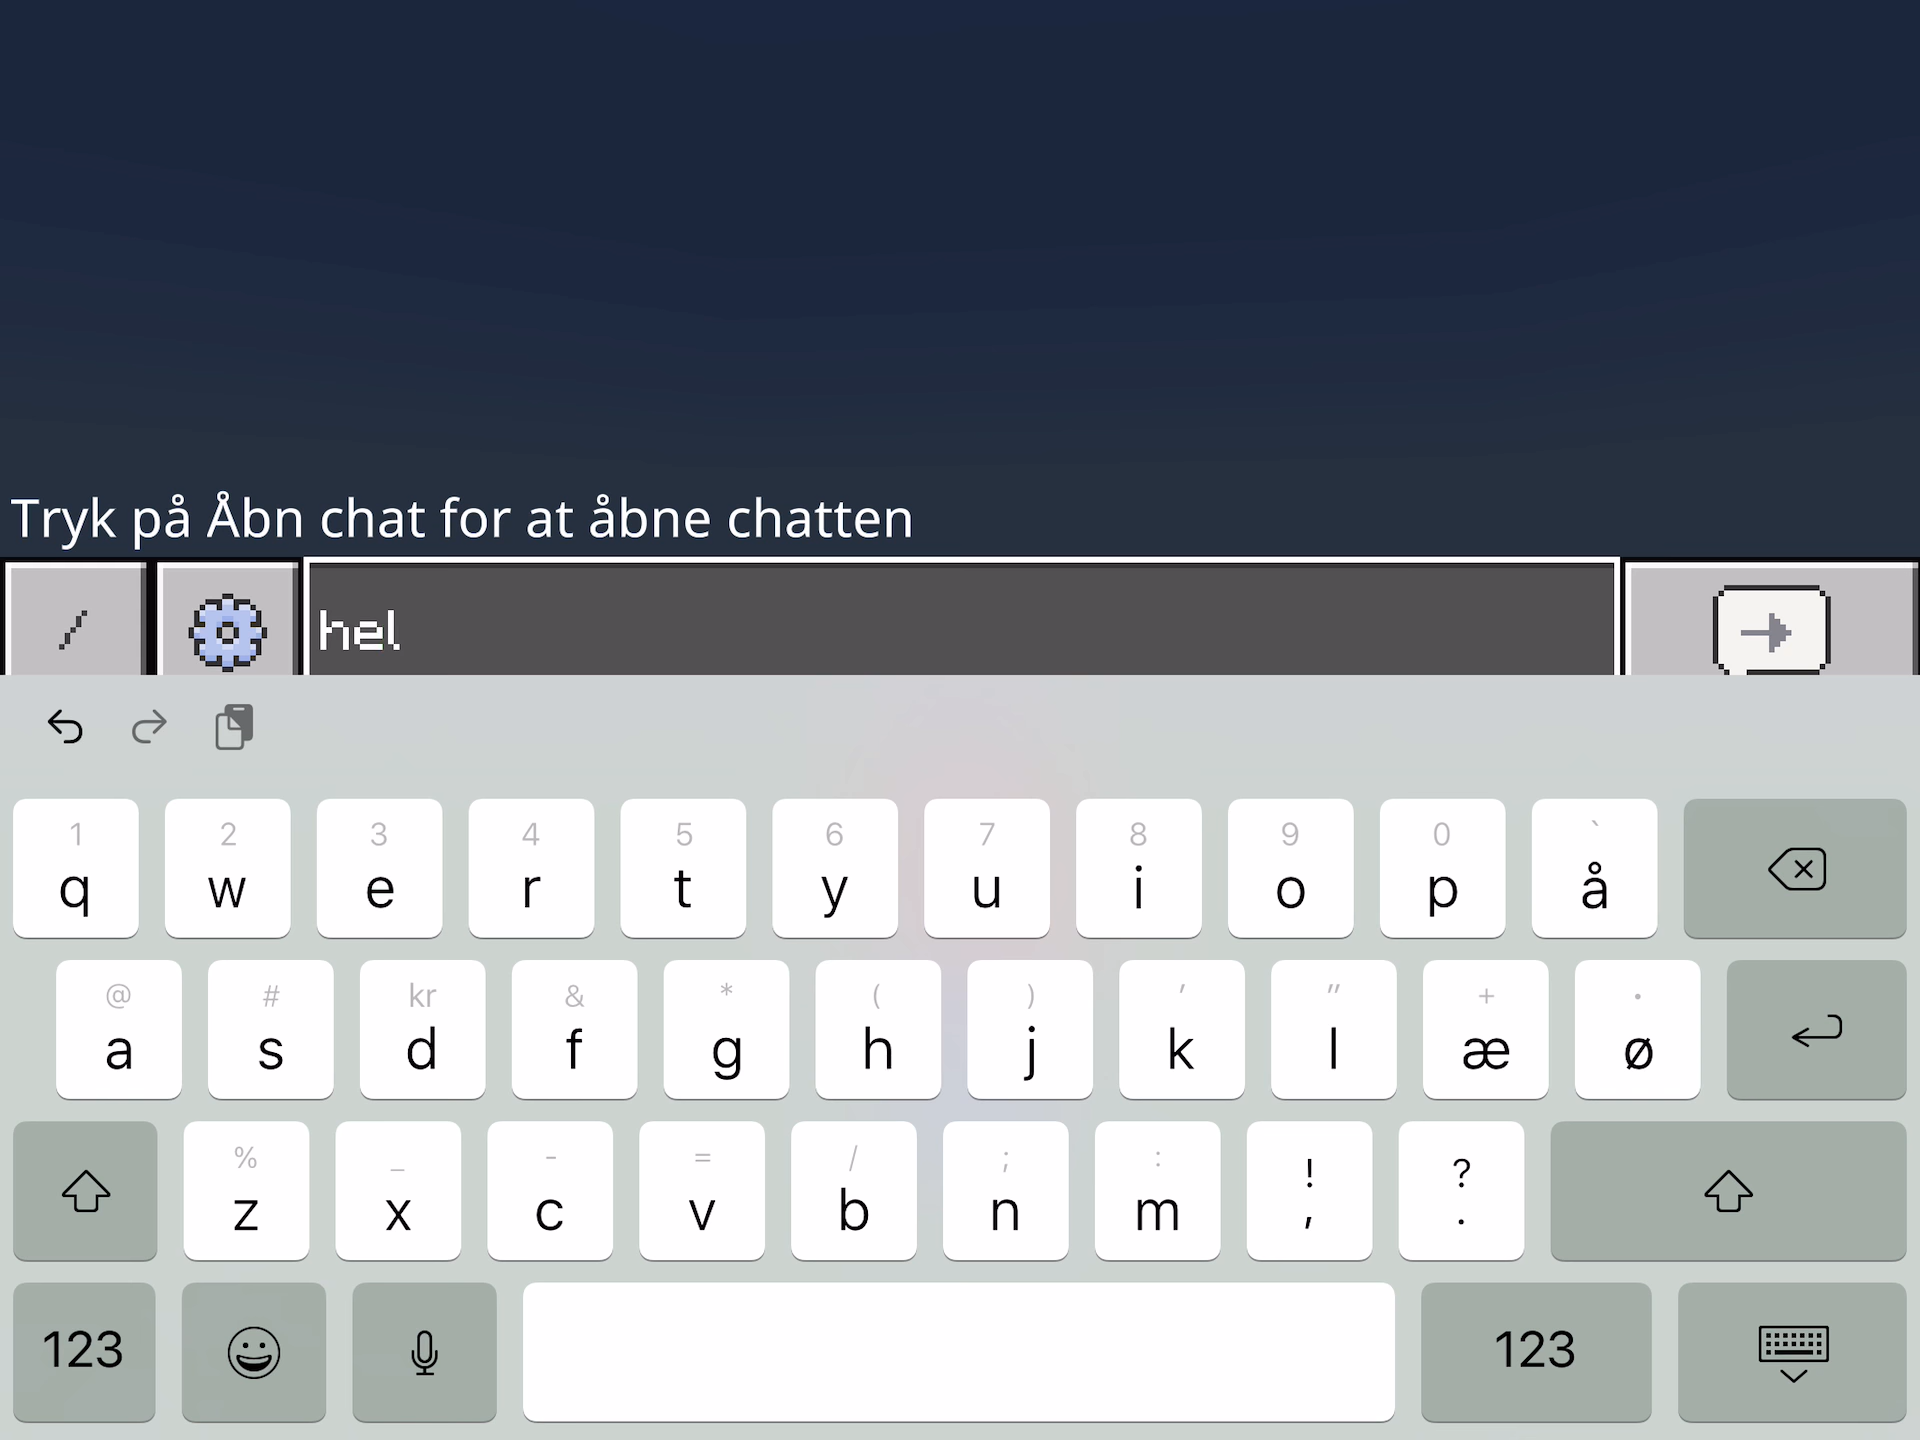 Tryk på Åbn chat for at åbne chatten
/ hel
1 2 3 4 5 6 7 8 9 0 `
q w e r t y u i o p å
@ # kr & * ( ) ' " + •
a s d f g h j k l æ ø
% _ - = / ; : ! ?
z x c v b n m , .
123 123